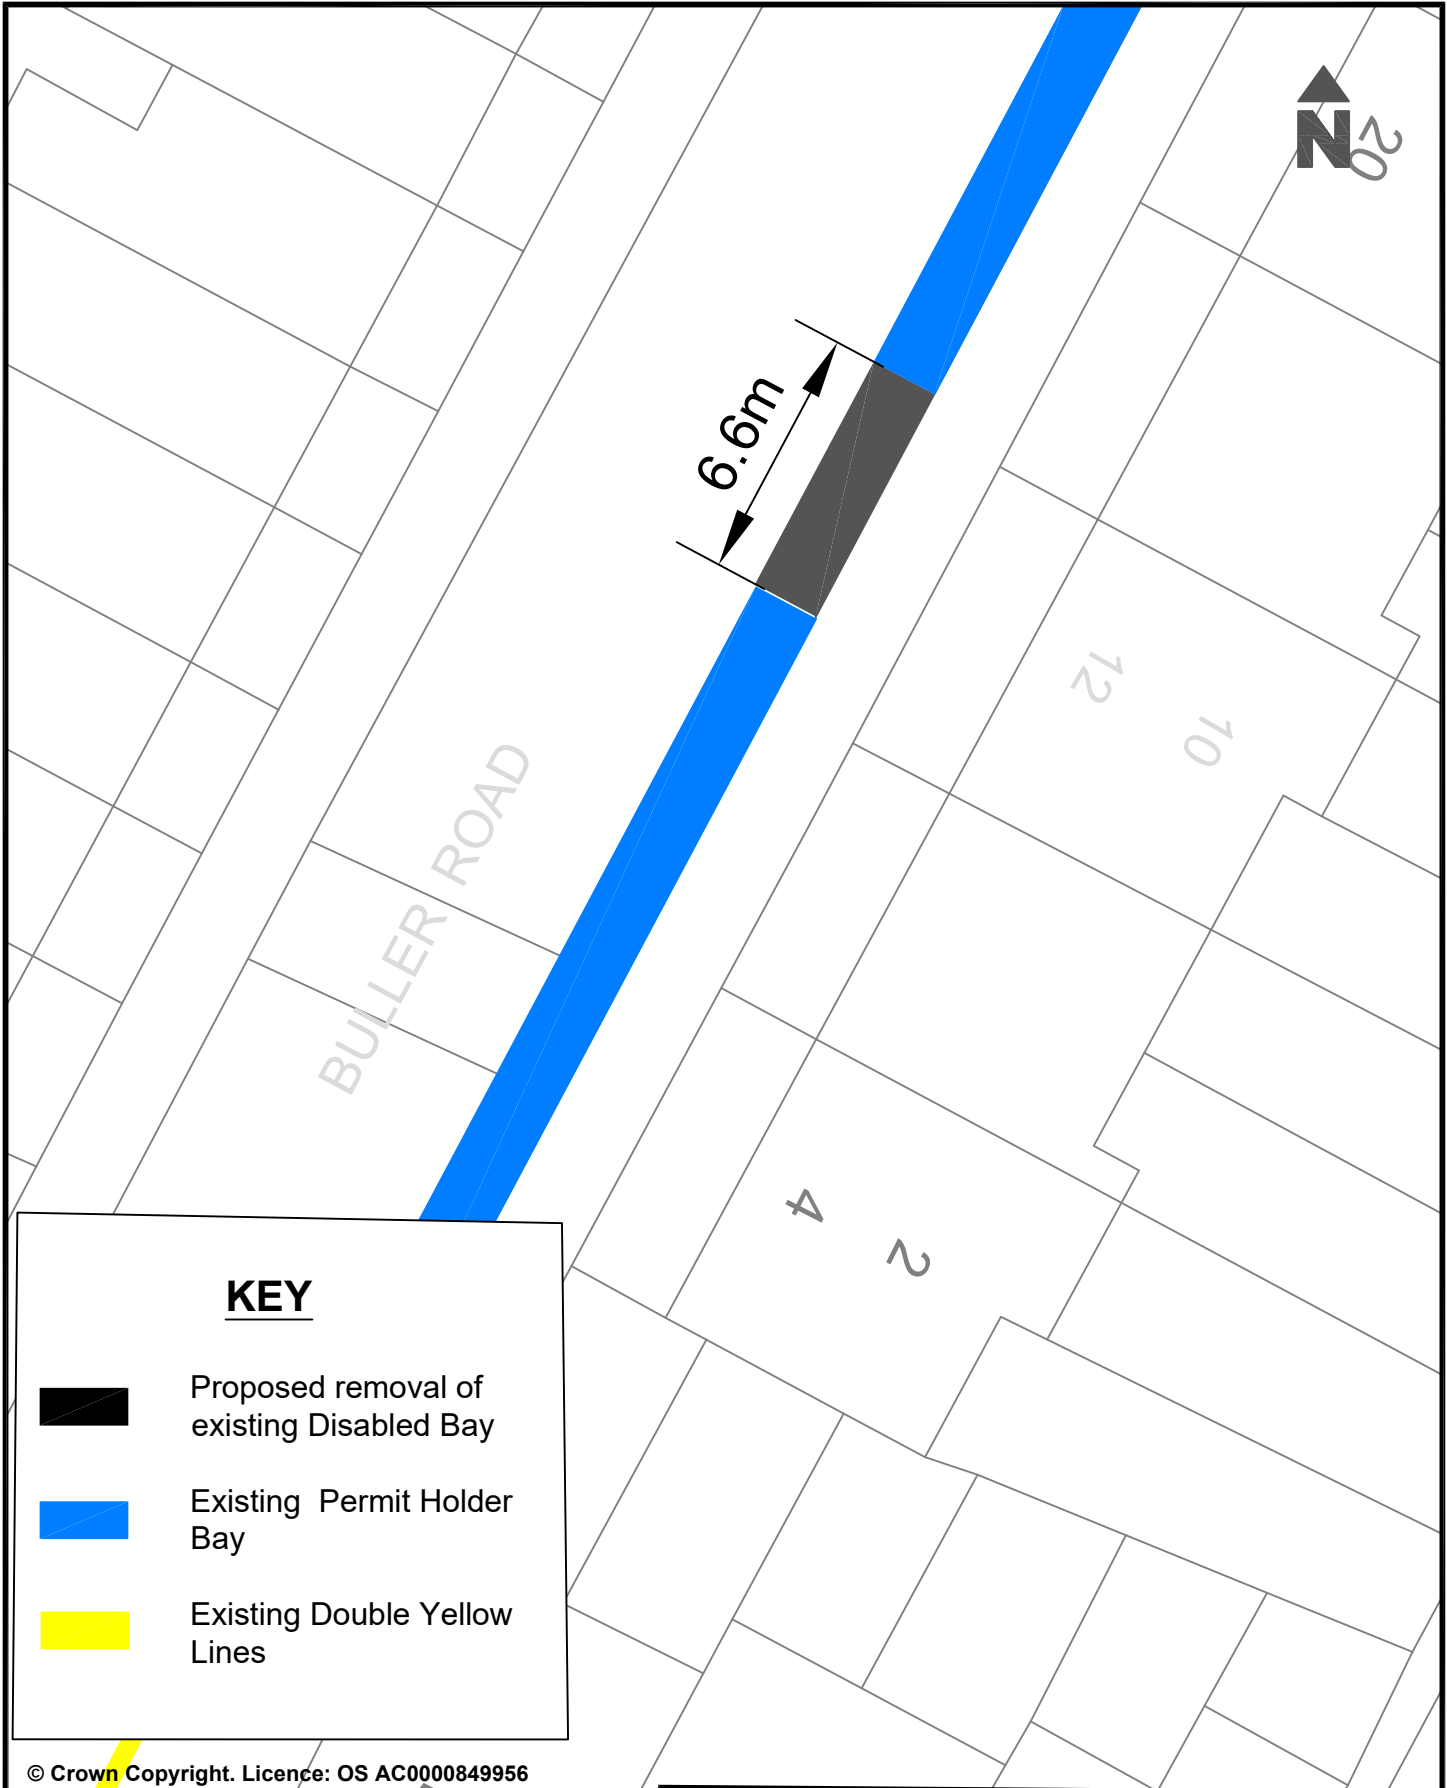 N
20
6.6m
12
10
BULLER ROAD
4
2
KEY
Proposed removal of
existing Disabled Bay
Existing Permit Holder
Bay
Existing Double Yellow
Lines
© Crown Copyright. Licence: OS AC0000849956